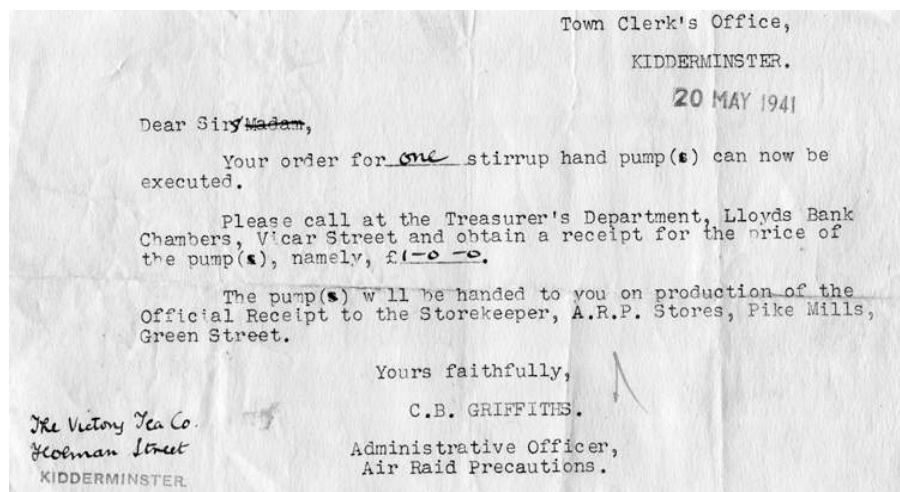 Town Clerk's Office,
KIDDERMINSTER.
20 MAY 1941
Dear Sir/Madam,
Your order for one stirrup hand pump(s) can now be
executed.
Please call at the Treasurer's Department, Lloyds Bank
Chambers, Vicar Street and obtain a receipt for the price of
the pump(s), namely, £1-0-0.
The pump(s) will be handed to you on production of the
Official Receipt to the Storekeeper, A.R.P. Stores, Pike Mills,
Green Street.
Yours faithfully,
C.B. GRIFFITHS.
Administrative Officer,
Air Raid Precautions.
The Victory Tea Co.
Holman Street
KIDDERMINSTER